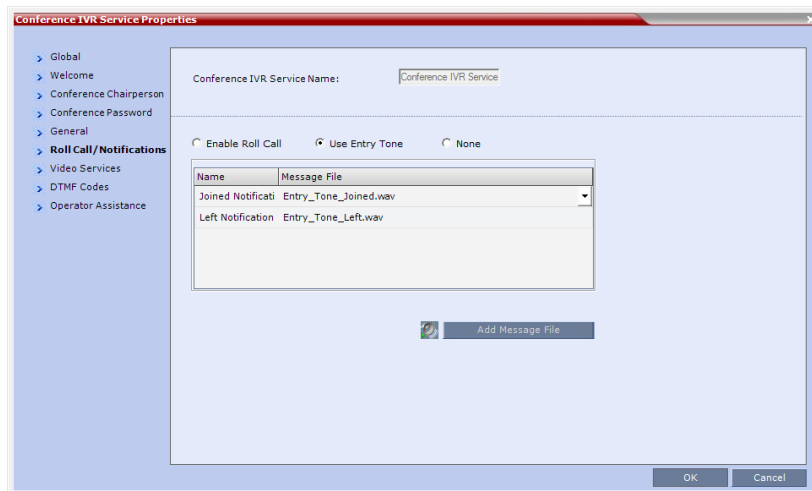 Conference IVR Service Properties
Global
Welcome
Conference Chairperson
Conference Password
General
Roll Call/Notifications
Video Services
DTMF Codes
Operator Assistance
Conference IVR Service Name: Conference IVR Service
Enable Roll Call Use Entry Tone None
Name Message File
Joined Notificati Entry_Tone_Joined.wav
Left Notification Entry_Tone_Left.wav
Add Message File
OK Cancel